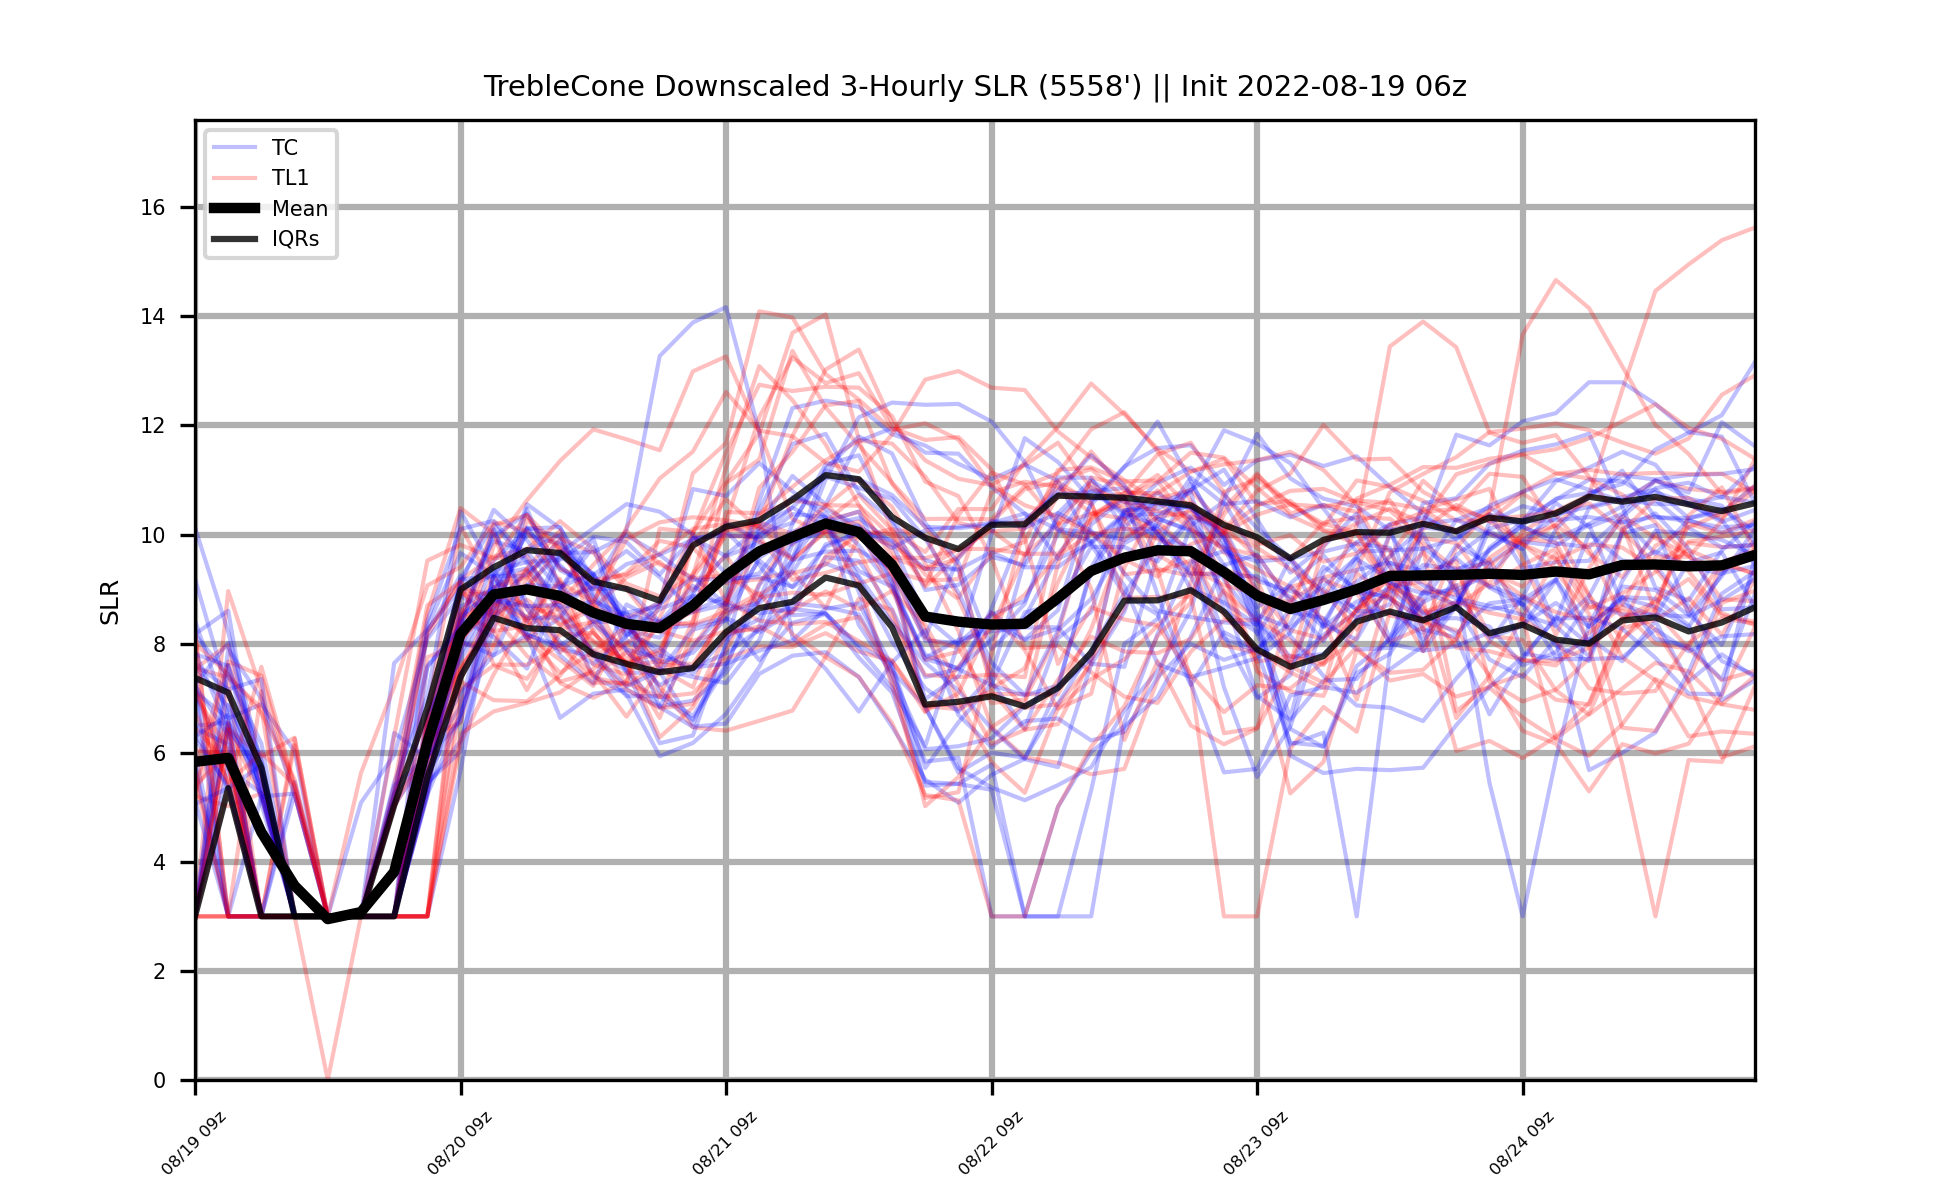 TrebleCone Downscaled 3-Hourly SLR (5558') || Init 2022-08-19 06z
TC
TL1
Mean
IQRs
16
14
12
10
8
6
4
2
0
SLR
08/19 09z
08/20 09z
08/21 09z
08/22 09z
08/23 09z
08/24 09z